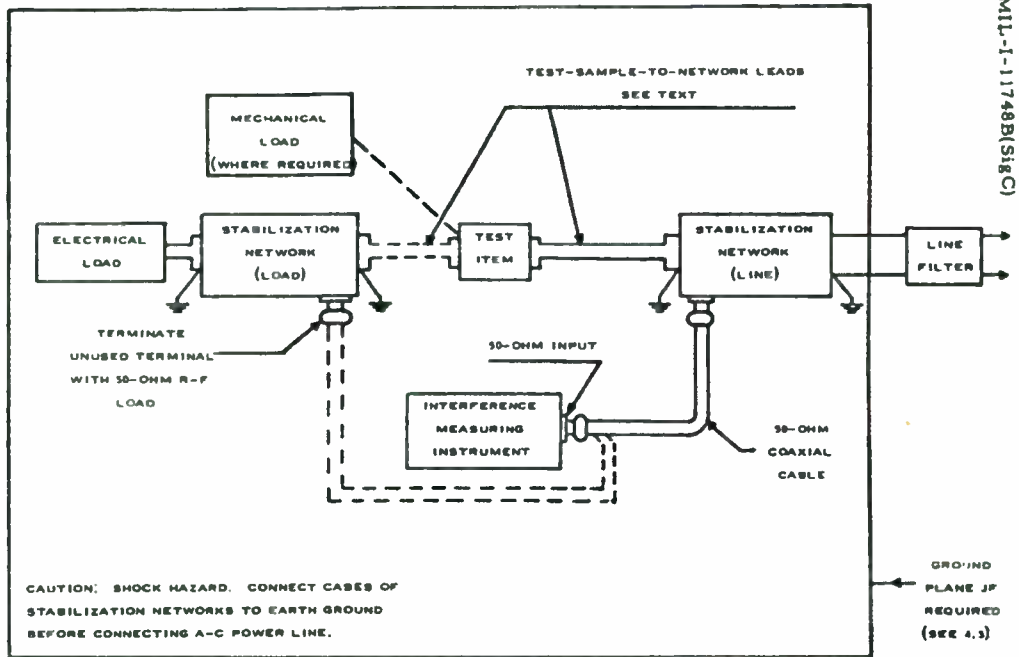 MIL-I-11748B(SigC)
TEST-SAMPLE-TO-NETWORK LEADS
SEE TEXT
MECHANICAL
LOAD
(WHERE REQUIRED)
ELECTRICAL
LOAD
STABILIZATION
NETWORK
(LOAD)
TEST
ITEM
STABILIZATION
NETWORK
(LINE)
LINE
FILTER
TERMINATE
UNUSED TERMINAL
WITH 50-OHM R-F
LOAD
50-OHM INPUT
INTERFERENCE
MEASURING
INSTRUMENT
50-OHM
COAXIAL
CABLE
CAUTION: SHOCK HAZARD. CONNECT CASES OF
STABILIZATION NETWORKS TO EARTH GROUND
BEFORE CONNECTING A-C POWER LINE.
GROUND
PLANE IF
REQUIRED
(SEE 4.3)